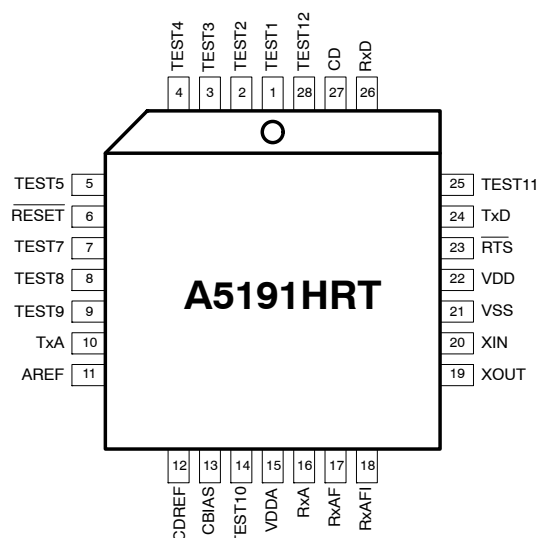 TEST4
TEST3
TEST2
TEST1
TEST12
CD
RxD
4
3
2
1
28
27
26
TEST5 5
RESET 6
TEST7 7
TEST8 8
TEST9 9
TxA 10
AREF 11
A5191HRT
25 TEST11
24 TxD
23 RTS
22 VDD
21 VSS
20 XIN
19 XOUT
12
13
14
15
16
17
18
CDREF
CBIAS
TEST10
VDDA
RxA
RxAF
RxAFI